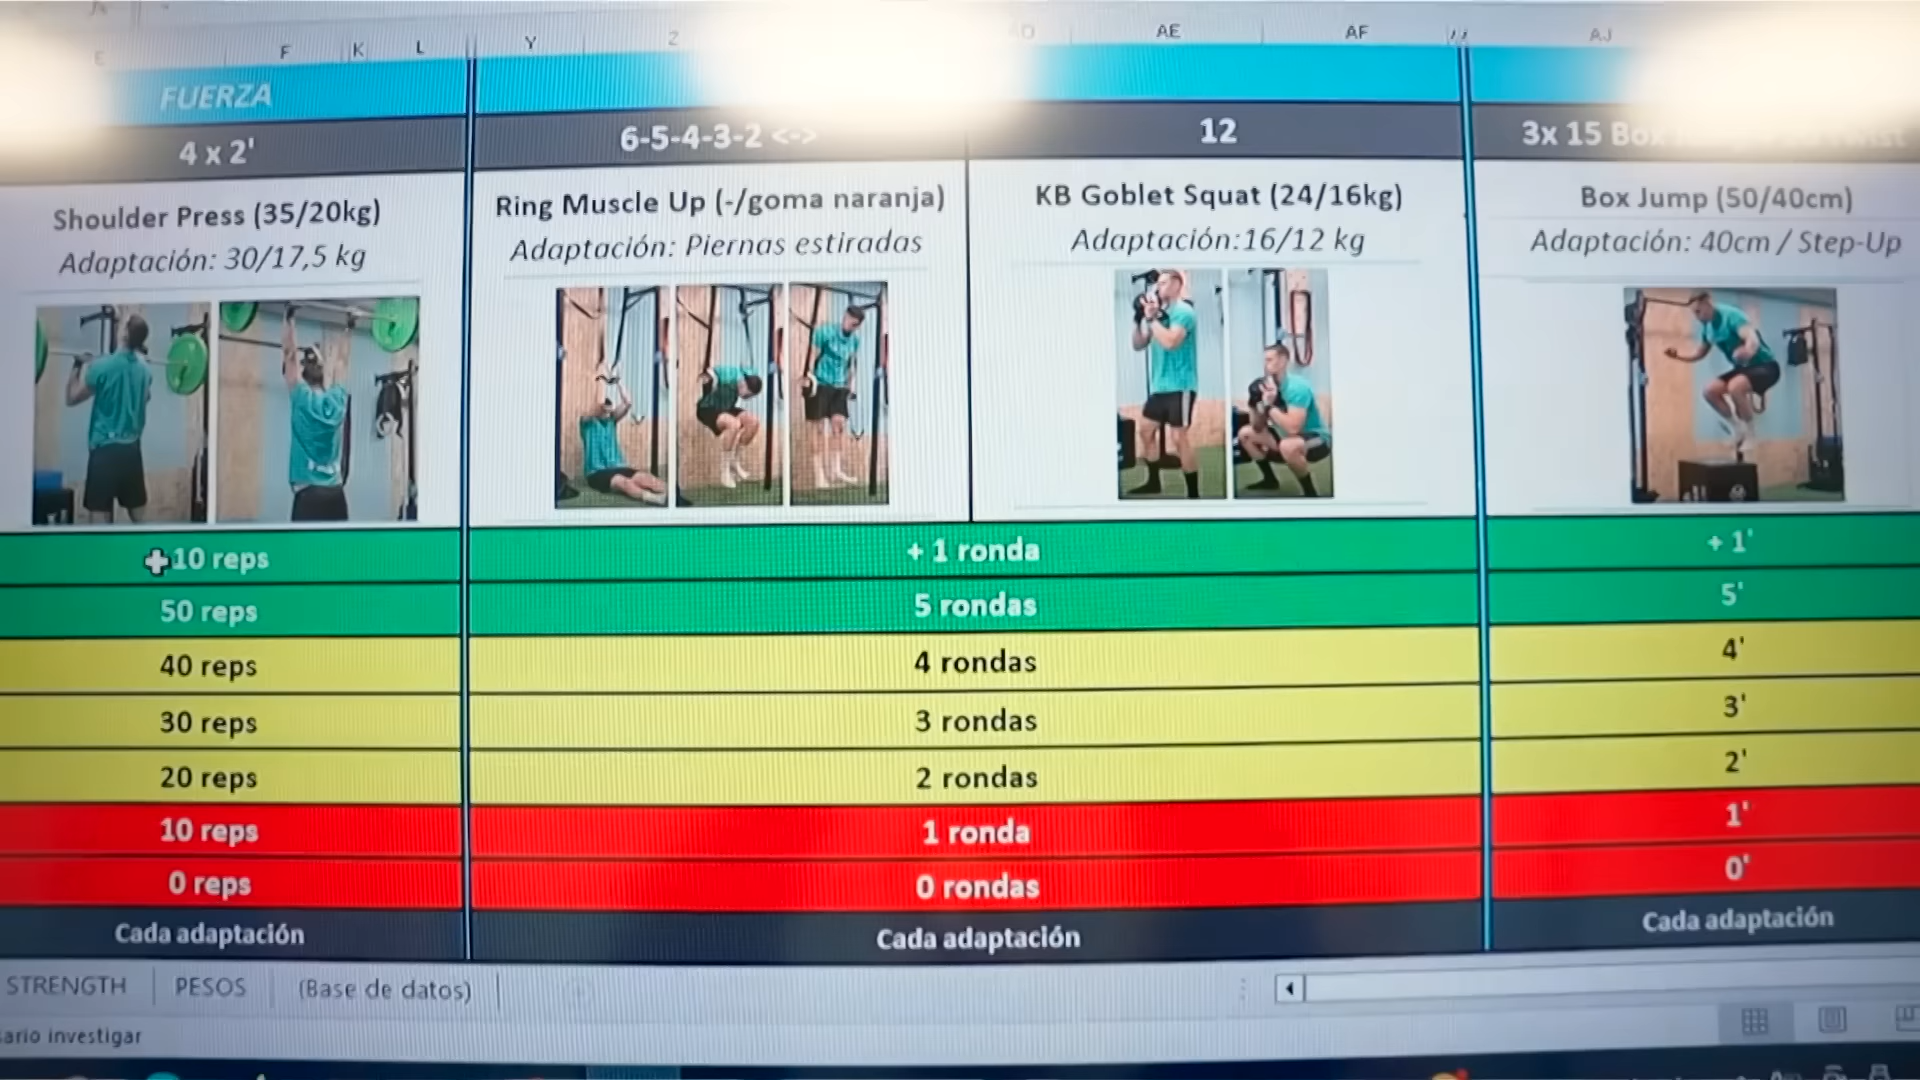 E F K L Y Z AE AF AJ
FUERZA
4 x 2'
6-5-4-3-2 <->
12
3x 15 Box
Shoulder Press (35/20kg)
Adaptación: 30/17,5 kg
Ring Muscle Up (-/goma naranja)
Adaptación: Piernas estiradas
KB Goblet Squat (24/16kg)
Adaptación:16/12 kg
Box Jump (50/40cm)
Adaptación: 40cm / Step-Up
10 reps
+ 1 ronda
+ 1'
50 reps
5 rondas
5'
40 reps
4 rondas
4'
30 reps
3 rondas
3'
20 reps
2 rondas
2'
10 reps
1 ronda
1'
0 reps
0 rondas
0'
Cada adaptación
Cada adaptación
Cada adaptación
STRENGTH
PESOS
(Base de datos)
ario investigar